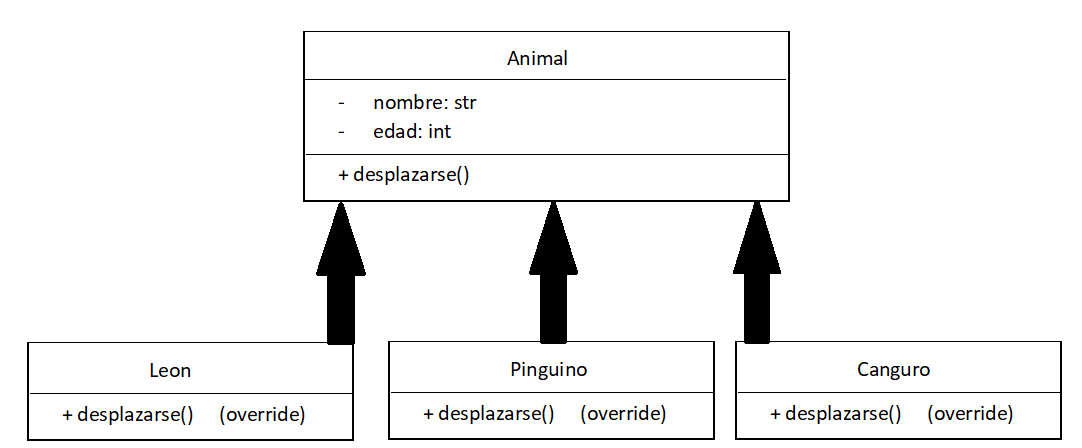 Animal
- nombre: str
- edad: int
+ desplazarse()
Leon
+ desplazarse() (override)
Pinguino
+ desplazarse() (override)
Canguro
+ desplazarse() (override)